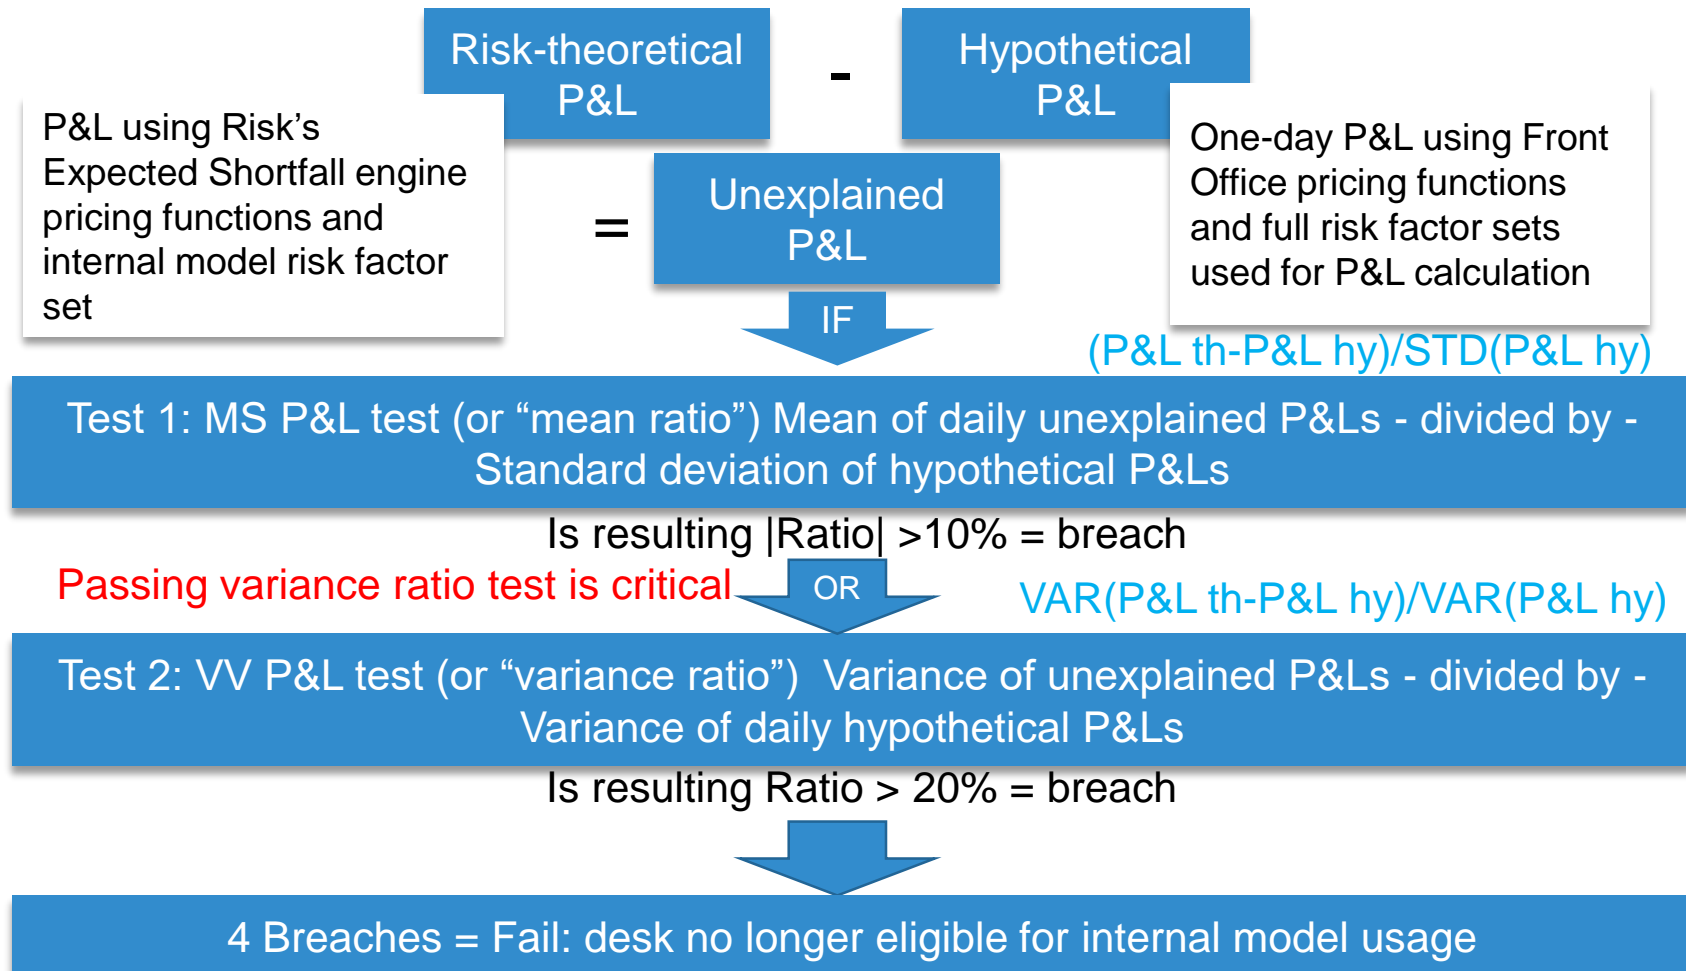 Risk-theoretical
P&L
-
Hypothetical
P&L
P&L using Risk’s
Expected Shortfall engine
pricing functions and
internal model risk factor
set
One-day P&L using Front
Office pricing functions
and full risk factor sets
used for P&L calculation
=
Unexplained
P&L
IF
(P&L th-P&L hy)/STD(P&L hy)
Test 1: MS P&L test (or “mean ratio”) Mean of daily unexplained P&Ls - divided by -
Standard deviation of hypothetical P&Ls
Is resulting |Ratio| >10% = breach
Passing variance ratio test is critical
OR
VAR(P&L th-P&L hy)/VAR(P&L hy)
Test 2: VV P&L test (or “variance ratio”) Variance of unexplained P&Ls - divided by -
Variance of daily hypothetical P&Ls
Is resulting Ratio > 20% = breach
4 Breaches = Fail: desk no longer eligible for internal model usage